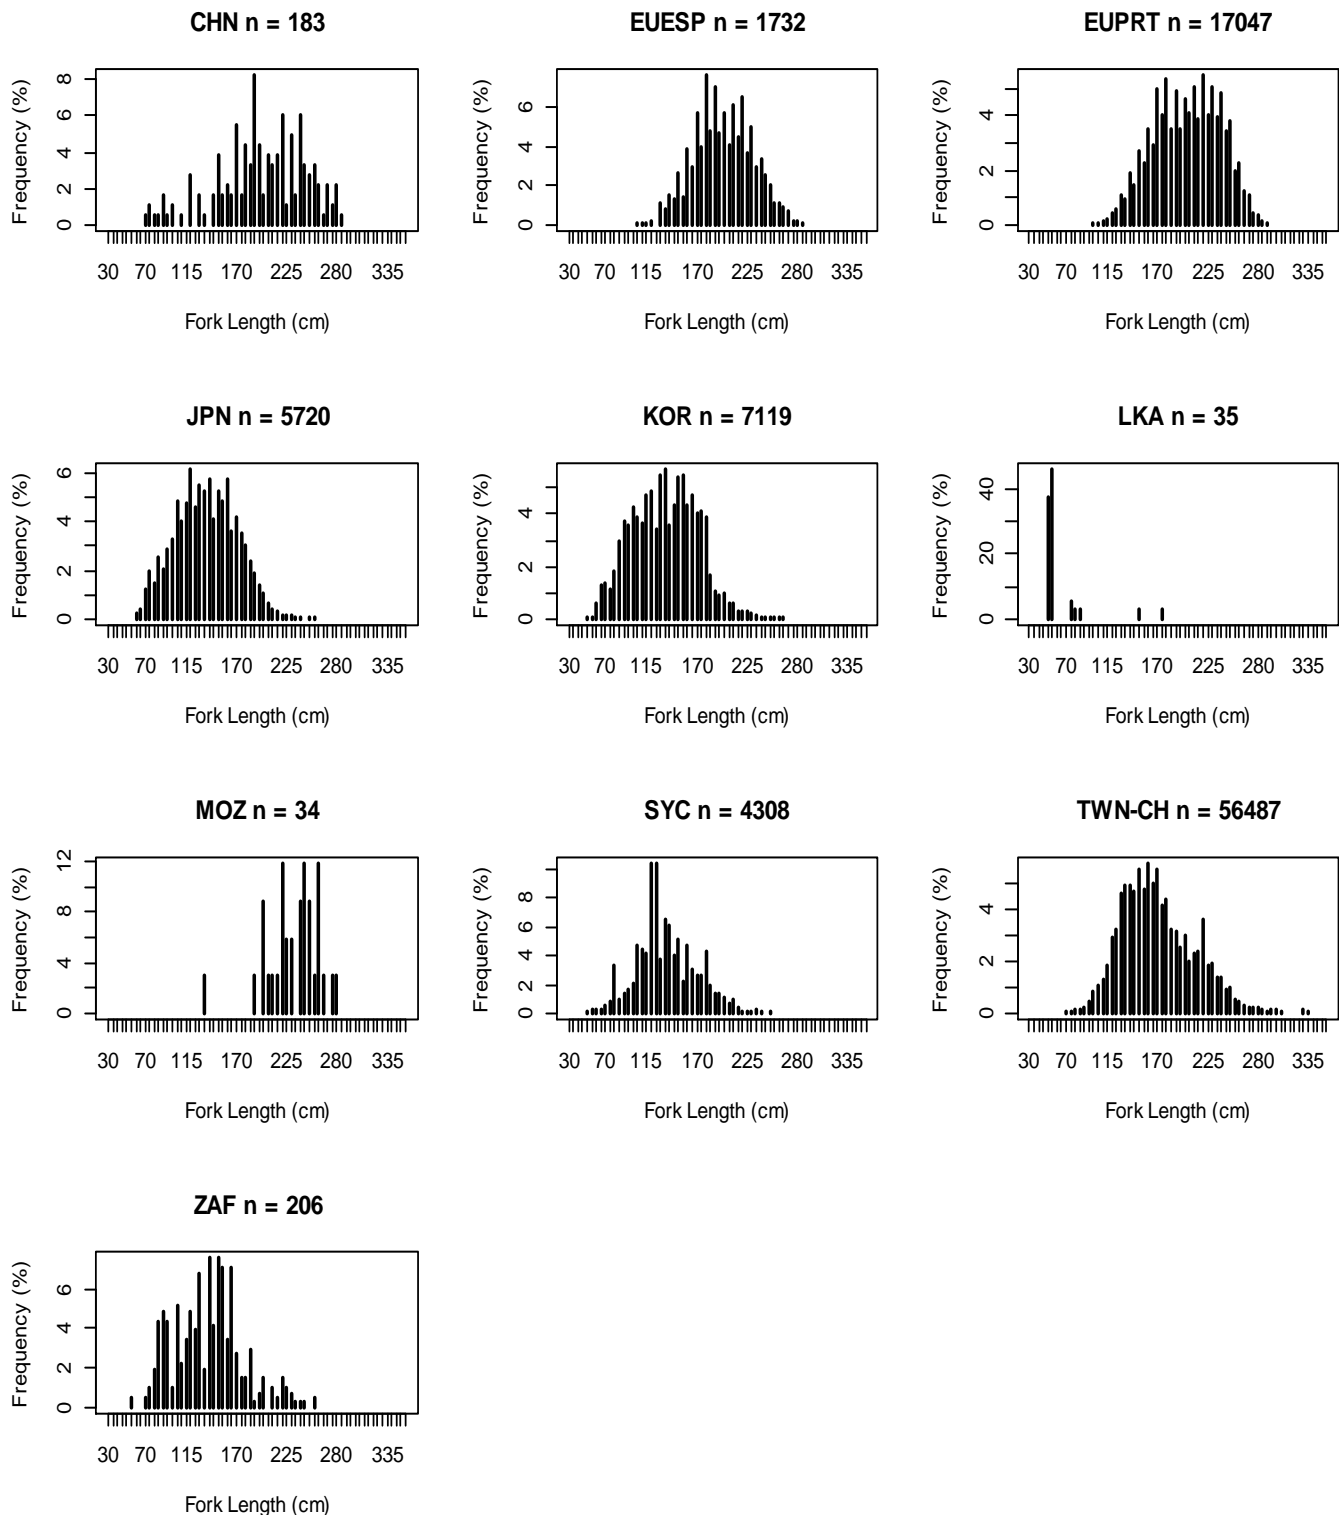 CHN n = 183
Frequency (%)
0 2 4 6 8
30 70 115 170 225 280 335
Fork Length (cm)
EUESP n = 1732
Frequency (%)
0 2 4 6
30 70 115 170 225 280 335
Fork Length (cm)
EUPRT n = 17047
Frequency (%)
0 2 4
30 70 115 170 225 280 335
Fork Length (cm)
JPN n = 5720
Frequency (%)
0 2 4 6
30 70 115 170 225 280 335
Fork Length (cm)
KOR n = 7119
Frequency (%)
0 2 4
30 70 115 170 225 280 335
Fork Length (cm)
LKA n = 35
Frequency (%)
0 20 40
30 70 115 170 225 280 335
Fork Length (cm)
MOZ n = 34
Frequency (%)
0 4 8 12
30 70 115 170 225 280 335
Fork Length (cm)
SYC n = 4308
Frequency (%)
0 2 4 6 8
30 70 115 170 225 280 335
Fork Length (cm)
TWN-CH n = 56487
Frequency (%)
0 2 4
30 70 115 170 225 280 335
Fork Length (cm)
ZAF n = 206
Frequency (%)
0 2 4 6
30 70 115 170 225 280 335
Fork Length (cm)